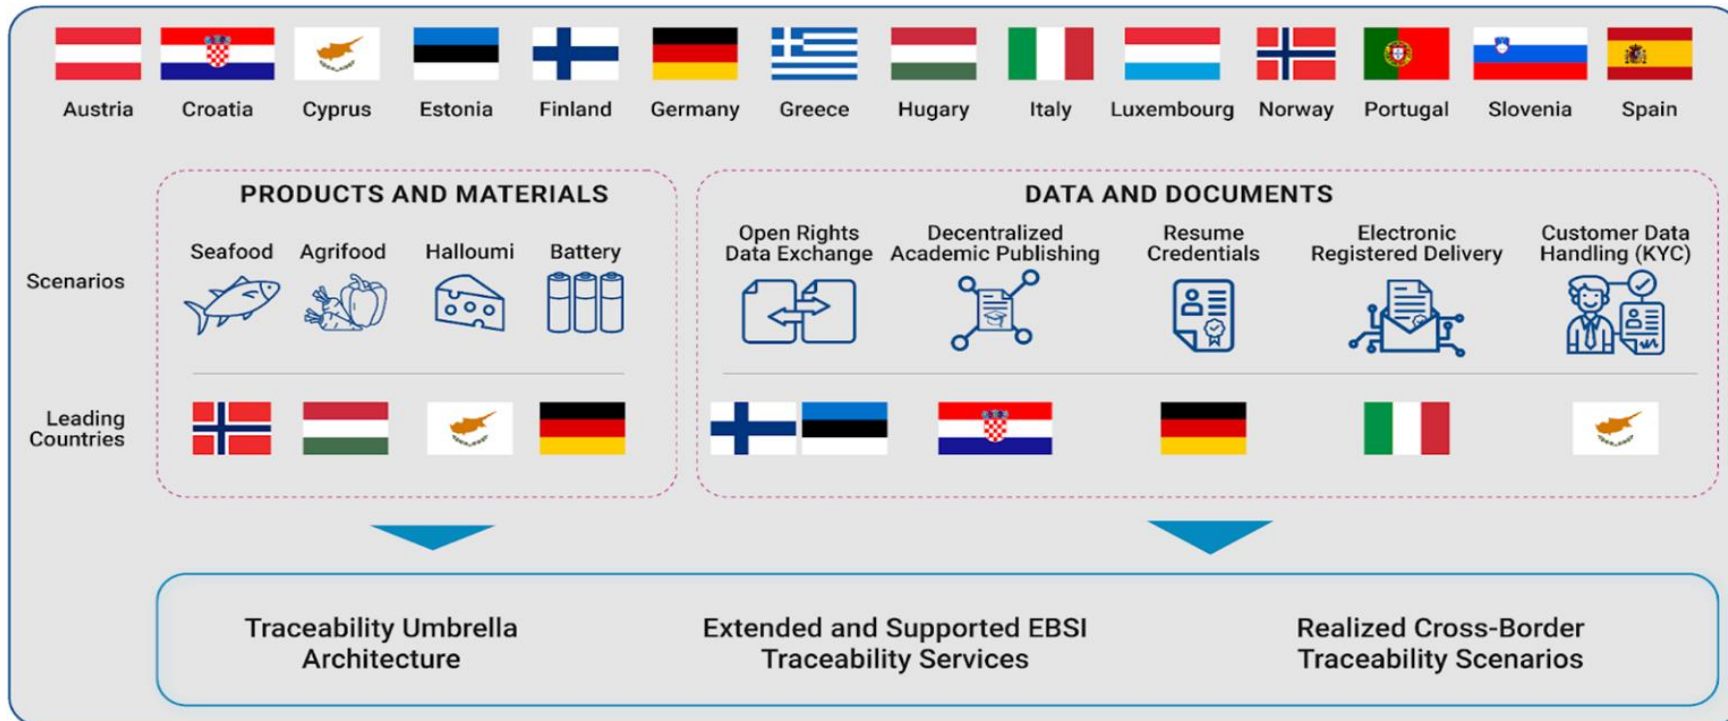 Austria
Croatia
Cyprus
Estonia
Finland
Germany
Greece
Hugary
Italy
Luxembourg
Norway
Portugal
Slovenia
Spain
PRODUCTS AND MATERIALS
DATA AND DOCUMENTS
Scenarios
Seafood
Agrifood
Halloumi
Battery
Open Rights
Data Exchange
Decentralized
Academic Publishing
Resume
Credentials
Electronic
Registered Delivery
Customer Data
Handling (KYC)
Leading
Countries
Traceability Umbrella
Architecture
Extended and Supported EBSI
Traceability Services
Realized Cross-Border
Traceability Scenarios